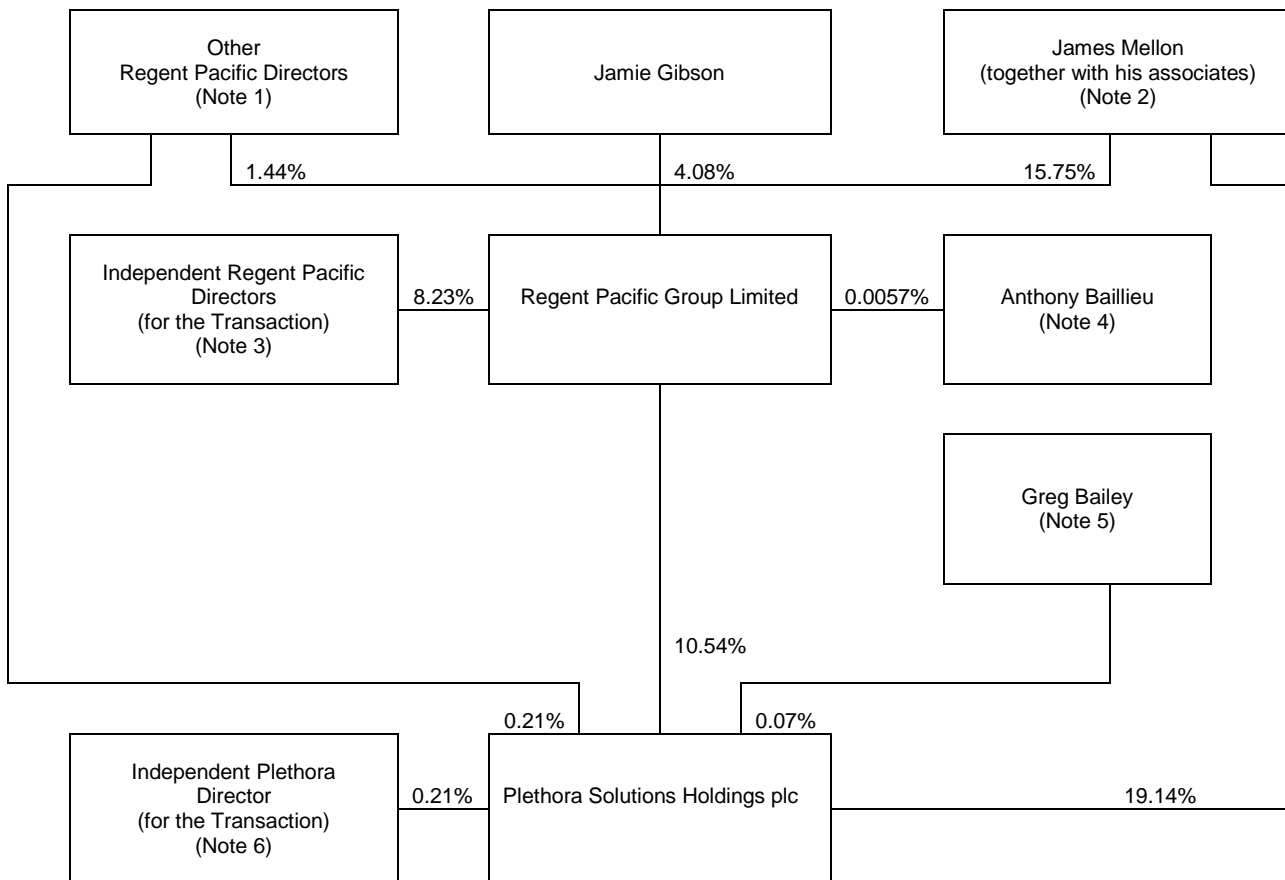 Other
Regent Pacific Directors
(Note 1)
Jamie Gibson
James Mellon
(together with his associates)
(Note 2)
1.44%
4.08%
15.75%
Independent Regent Pacific
Directors
(for the Transaction)
(Note 3)
8.23%
Regent Pacific Group Limited
0.0057%
Anthony Baillieu
(Note 4)
Greg Bailey
(Note 5)
10.54%
0.21%
0.07%
Independent Plethora
Director
(for the Transaction)
(Note 6)
0.21%
Plethora Solutions Holdings plc
19.14%